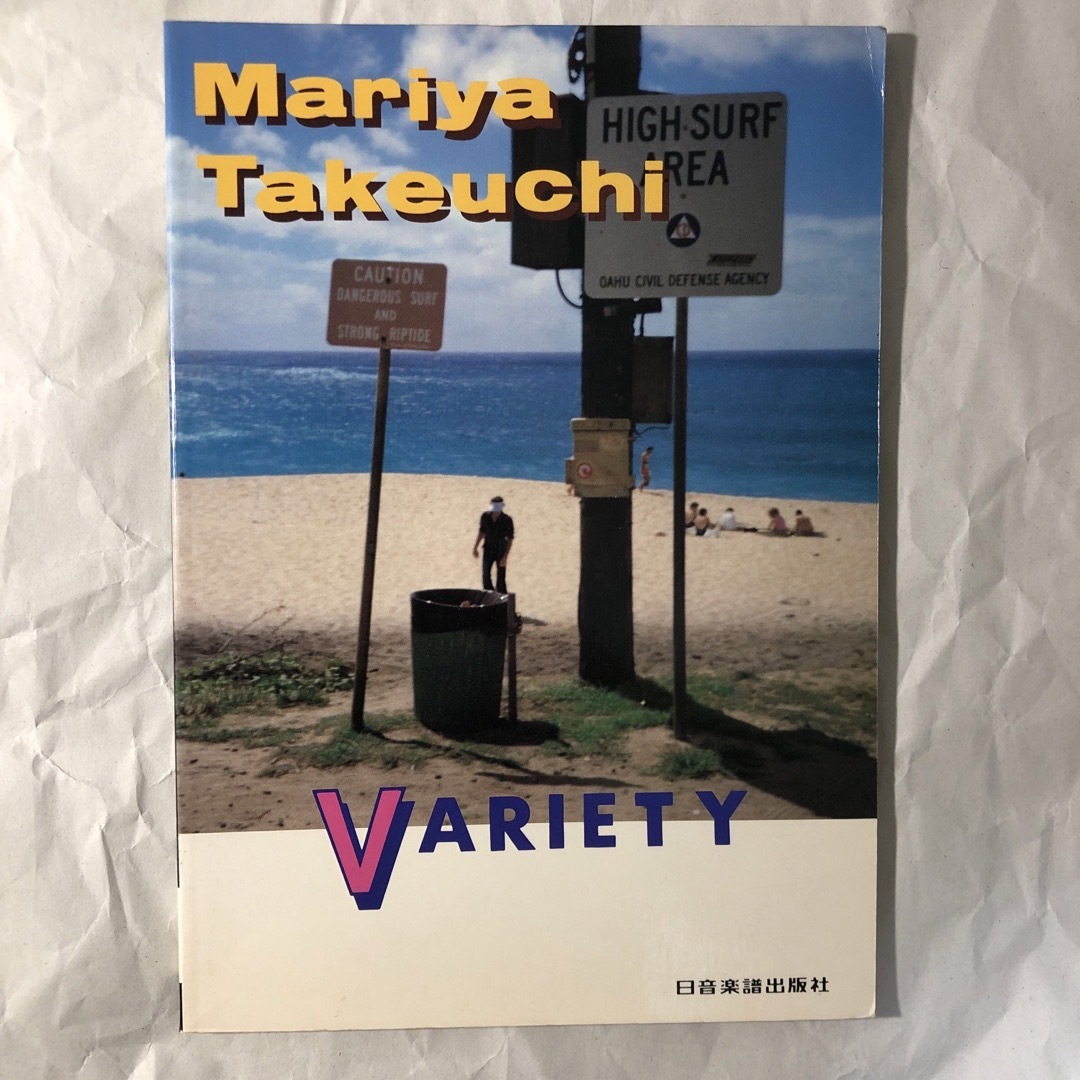 Mariya
Takeuchi
HIGH SURF
AREA
OAHU CIVIL DEFENSE AGENCY
CAUTION
DANGEROUS SURF
AND
STRONG RIPTIDE
VARIETY
日音楽譜出版社